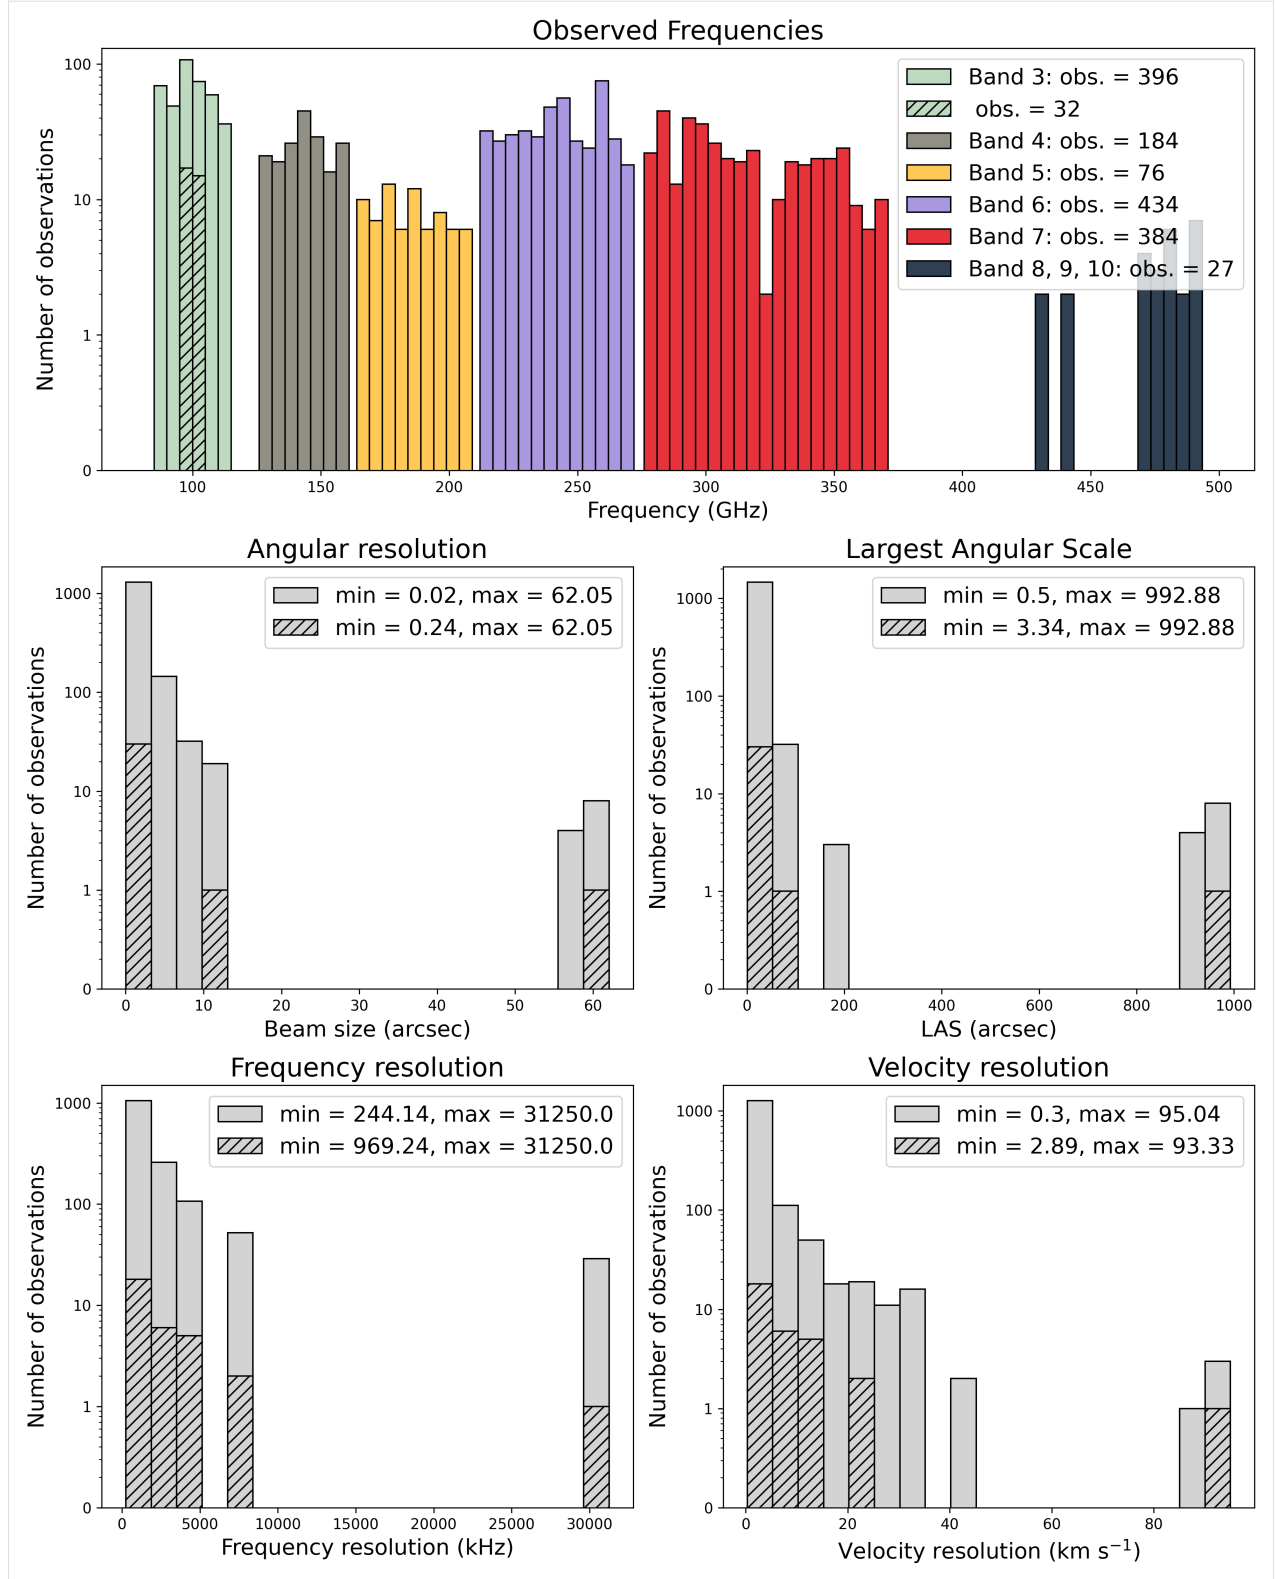 Observed Frequencies
Number of observations
100
10
1
0
Band 3: obs. = 396
obs. = 32
Band 4: obs. = 184
Band 5: obs. = 76
Band 6: obs. = 434
Band 7: obs. = 384
Band 8, 9, 10: obs. = 27
100 150 200 250 300 350 400 450 500
Frequency (GHz)
Angular resolution
Number of observations
1000
100
10
1
0
min = 0.02, max = 62.05
min = 0.24, max = 62.05
0 10 20 30 40 50 60
Beam size (arcsec)
Largest Angular Scale
Number of observations
1000
100
10
1
0
min = 0.5, max = 992.88
min = 3.34, max = 992.88
0 200 400 600 800 1000
LAS (arcsec)
Frequency resolution
Number of observations
1000
100
10
1
0
min = 244.14, max = 31250.0
min = 969.24, max = 31250.0
0 5000 10000 15000 20000 25000 30000
Frequency resolution (kHz)
Velocity resolution
Number of observations
1000
100
10
1
0
min = 0.3, max = 95.04
min = 2.89, max = 93.33
0 20 40 60 80
Velocity resolution (km s⁻¹)